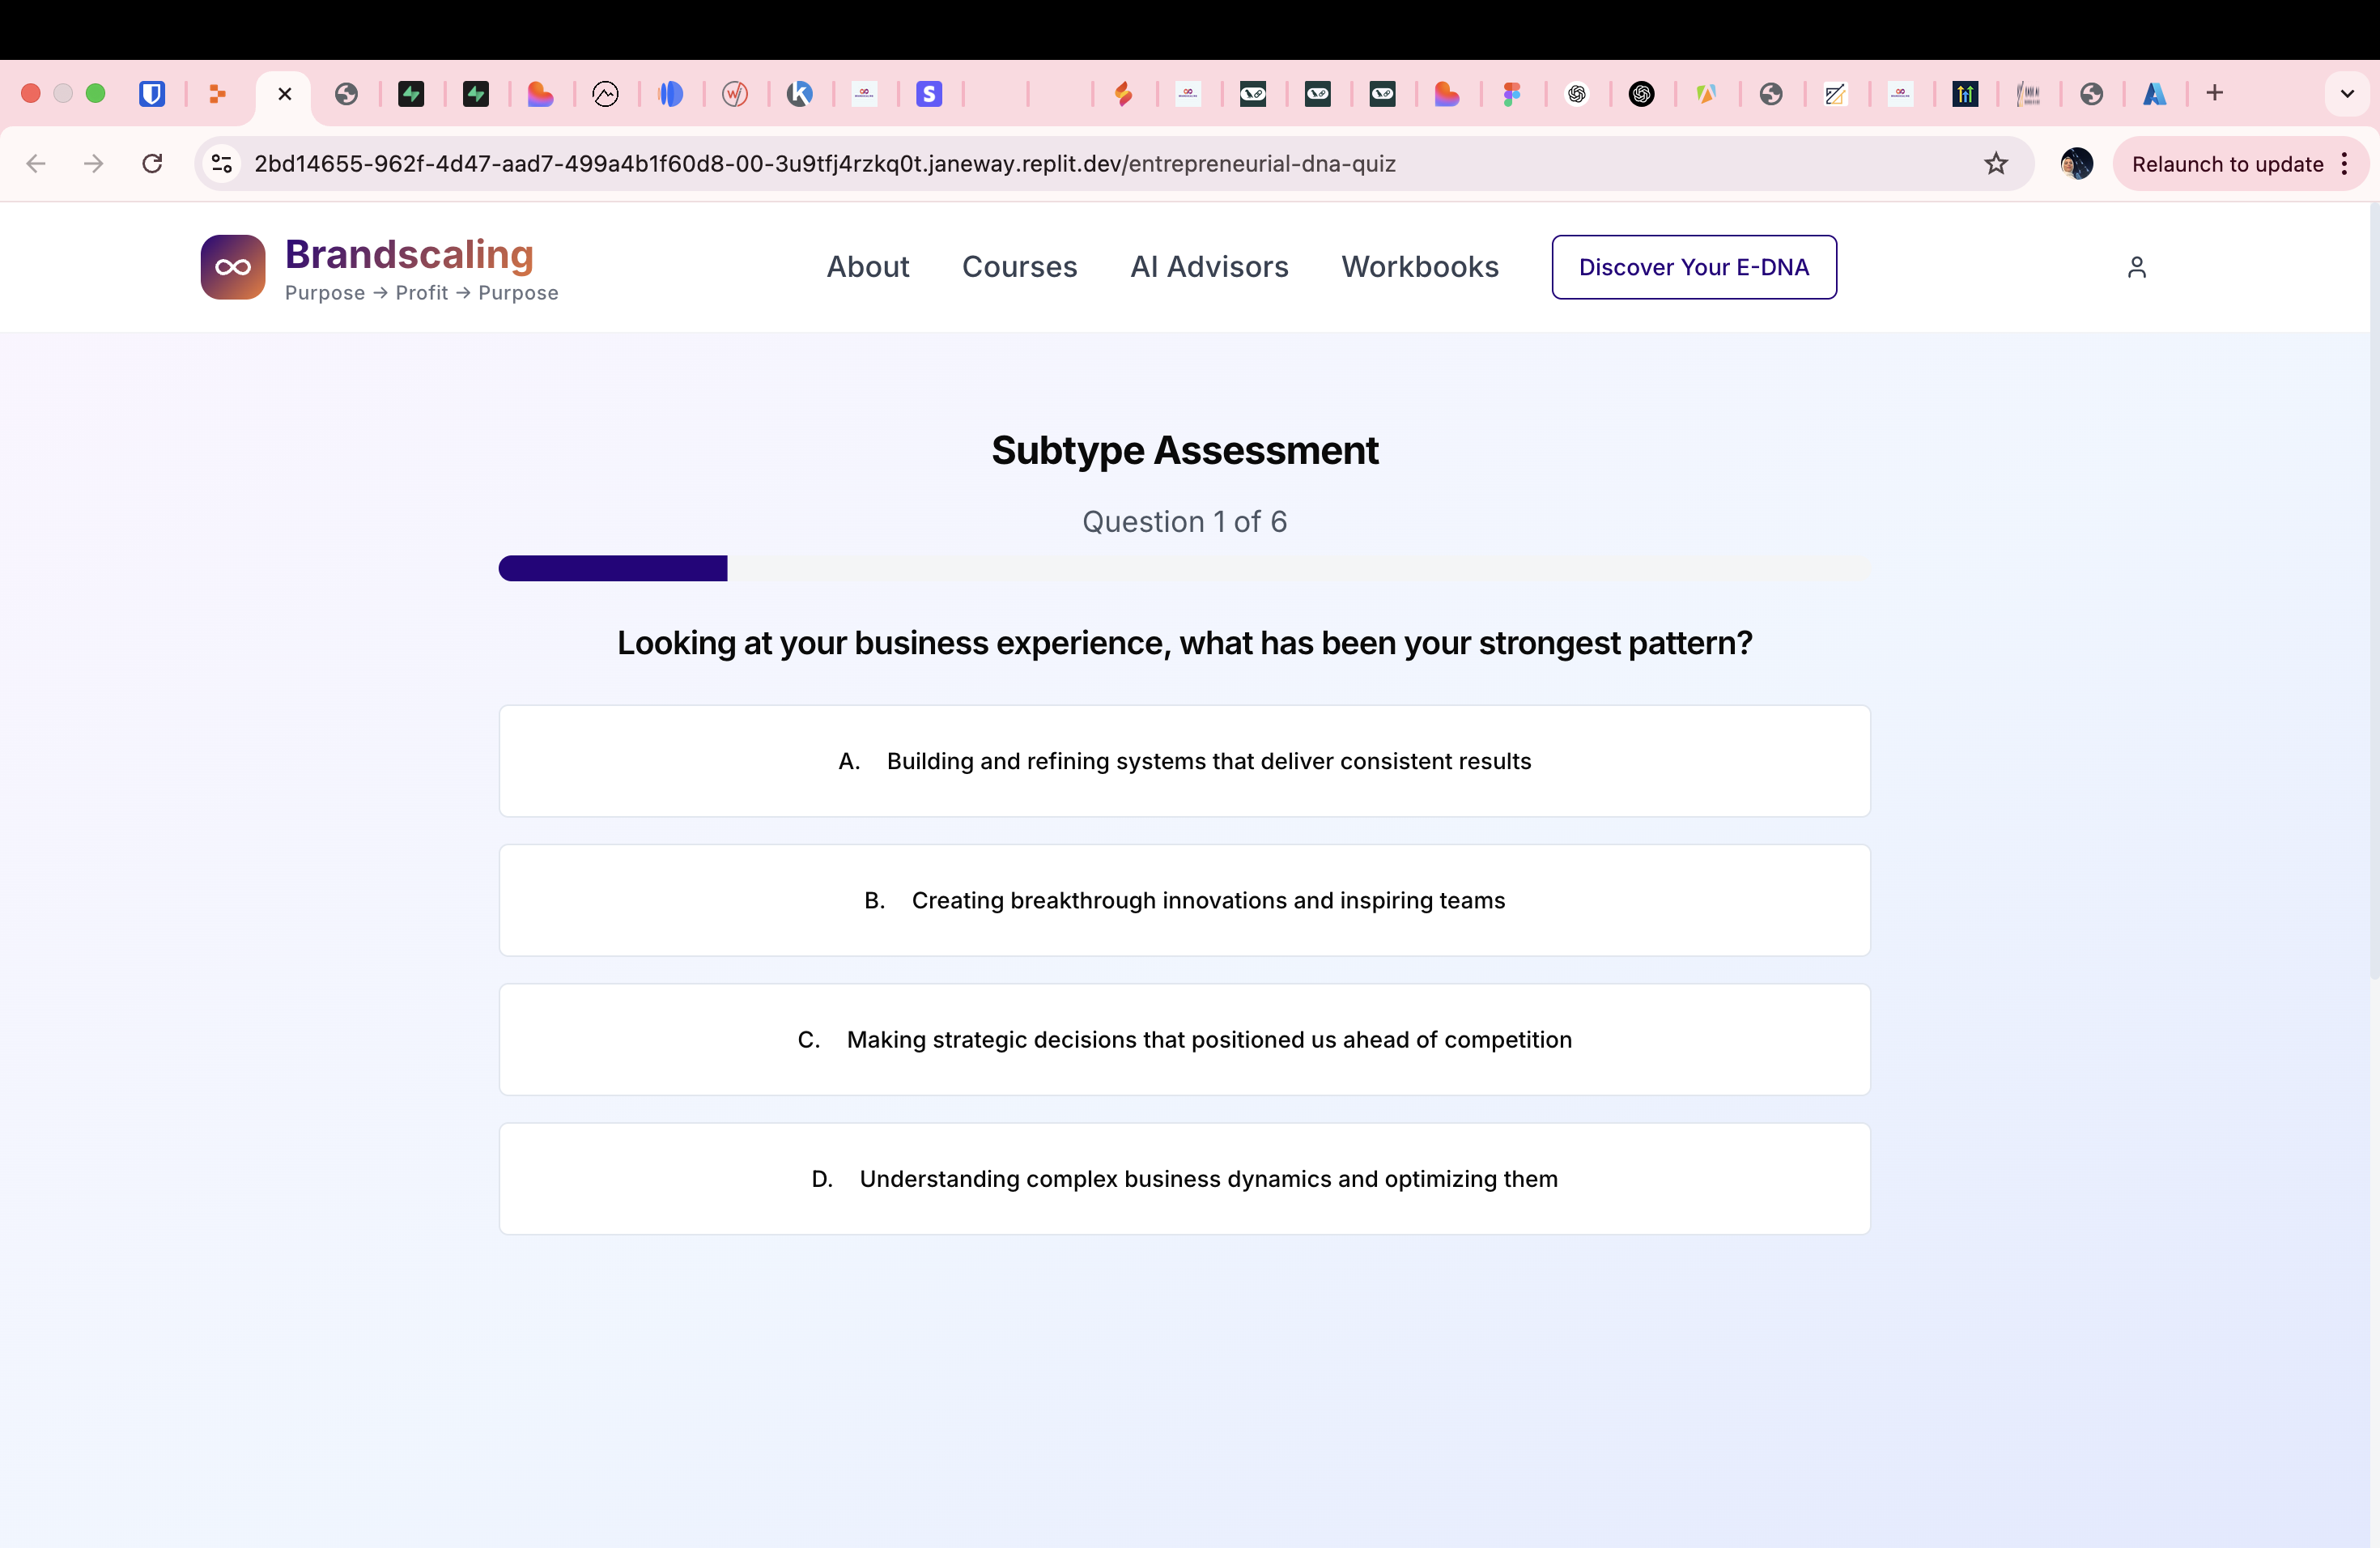 2bd14655-962f-4d47-aad7-499a4b1f60d8-00-3u9tfj4rzkq0t.janeway.replit.dev/entrepreneurial-dna-quiz
Relaunch to update
Brandscaling
Purpose → Profit → Purpose
About
Courses
AI Advisors
Workbooks
Discover Your E-DNA
Subtype Assessment
Question 1 of 6
Looking at your business experience, what has been your strongest pattern?
A. Building and refining systems that deliver consistent results
B. Creating breakthrough innovations and inspiring teams
C. Making strategic decisions that positioned us ahead of competition
D. Understanding complex business dynamics and optimizing them